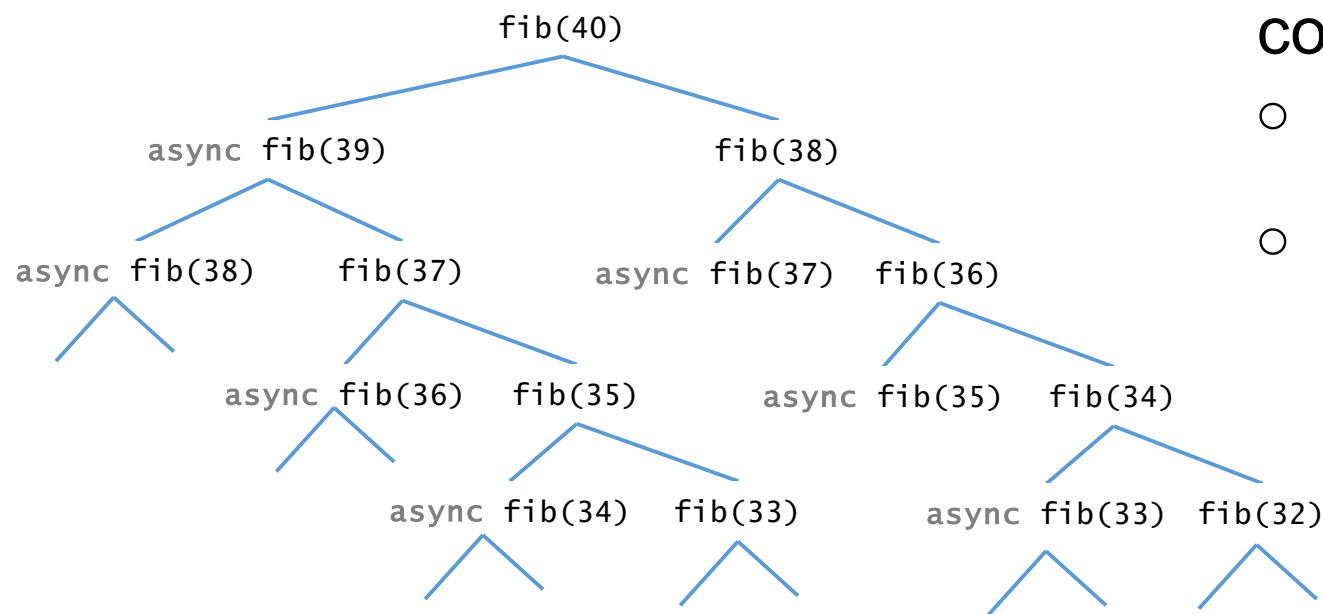 fib(40)
co
async fib(39) fib(38)
async fib(38) fib(37) async fib(37) fib(36)
async fib(36) fib(35) async fib(35) fib(34)
async fib(34) fib(33) async fib(33) fib(32)